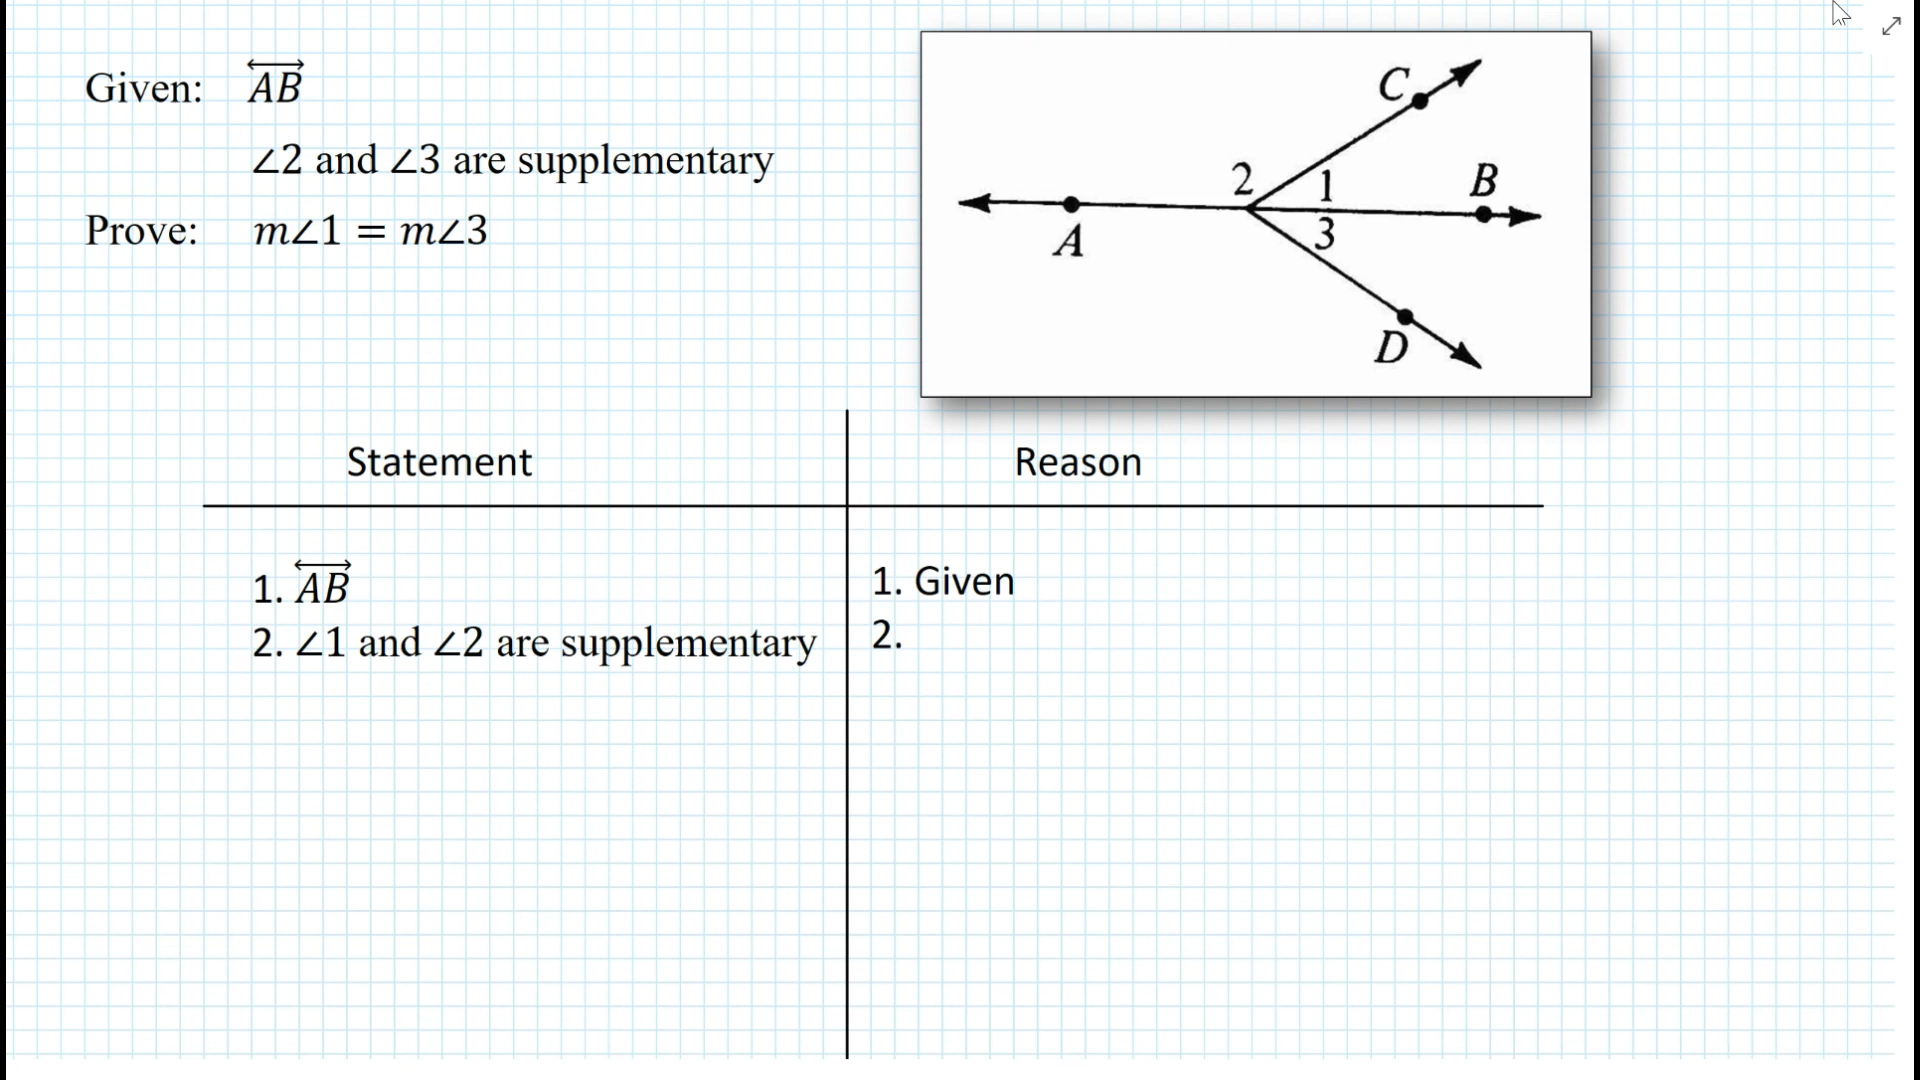 Given: AB
∠2 and ∠3 are supplementary
Prove: m∠1 = m∠3
C
2
1
B
A
3
D
Statement
Reason
1. AB
1. Given
2. ∠1 and ∠2 are supplementary
2.